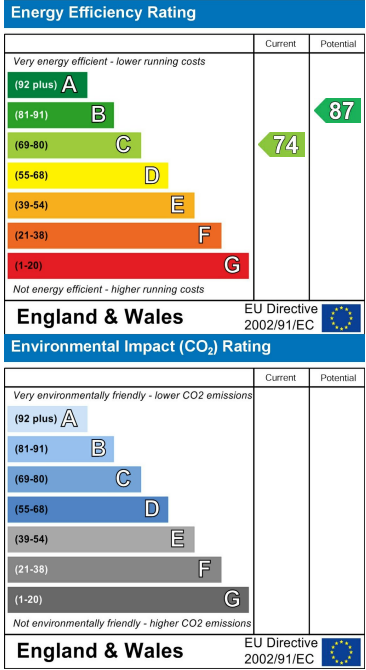 Energy Efficiency Rating
Current Potential
Very energy efficient - lower running costs
(92 plus) A
(81-91) B
87
(69-80) C
74
(55-68) D
(39-54) E
(21-38) F
(1-20) G
Not energy efficient - higher running costs
England & Wales
EU Directive
2002/91/EC
Environmental Impact (CO₂) Rating
Current Potential
Very environmentally friendly - lower CO2 emissions
(92 plus) A
(81-91) B
(69-80) C
(55-68) D
(39-54) E
(21-38) F
(1-20) G
Not environmentally friendly - higher CO2 emissions
England & Wales
EU Directive
2002/91/EC